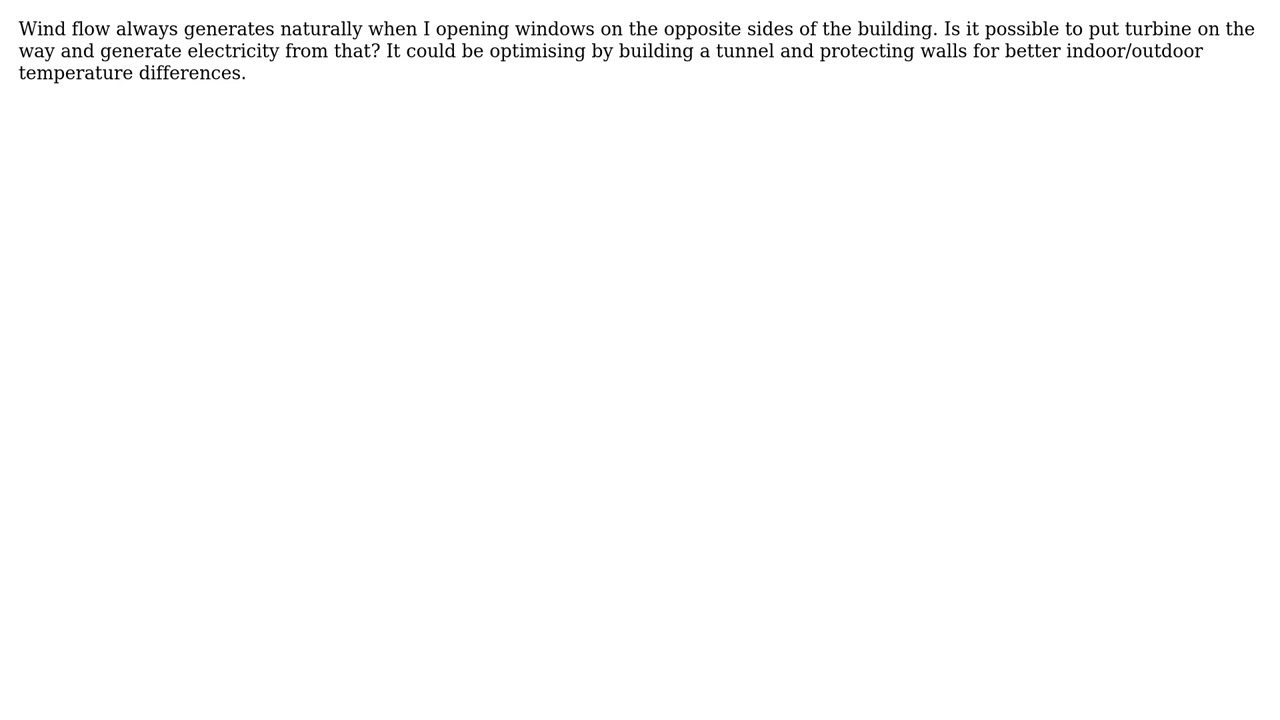 Wind flow always generates naturally when I opening windows on the opposite sides of the building. Is it possible to put turbine on the
way and generate electricity from that? It could be optimising by building a tunnel and protecting walls for better indoor/outdoor
temperature differences.